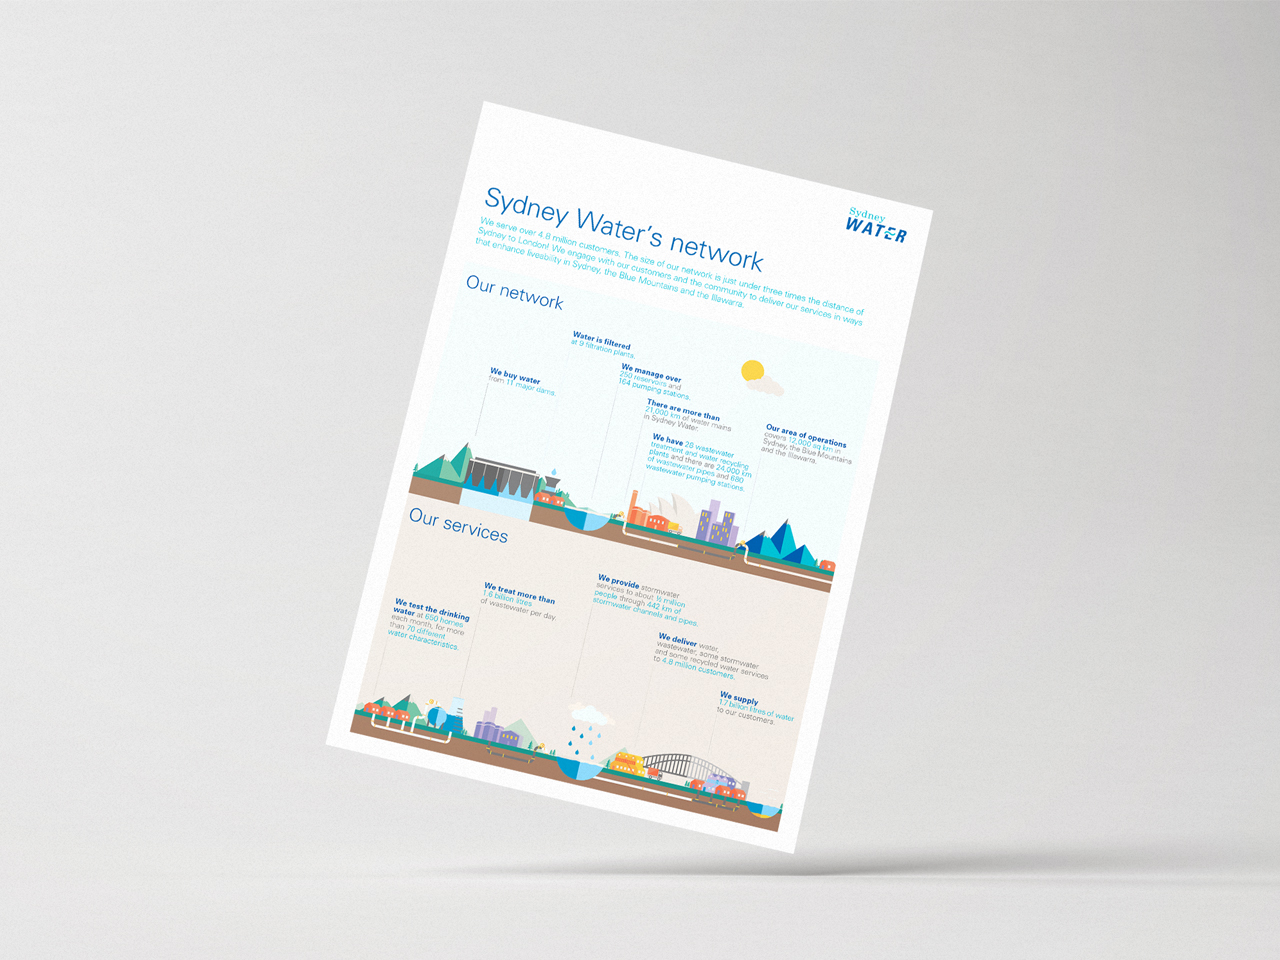 Sydney
WATER
Sydney Water's network
We serve over 4.8 million customers. The size of our network is just under three times the distance of
Sydney to London! We engage with our customers and the community to deliver our services in ways
that enhance liveability in Sydney, the Blue Mountains and the Illawarra.
Our network
Water is filtered
at 9 filtration plants.
We buy water
from 11 major dams.
We manage over
250 reservoirs and
164 pumping stations.
There are more than
21,000 km of water mains
in Sydney Water.
We have 28 wastewater
treatment and water recycling
plants and there are 24,000 km
of wastewater pipes and 680
wastewater pumping stations.
Our area of operations
covers 12,000 sq km in
Sydney, the Blue Mountains
and the Illawarra.
Our services
We test the drinking
water at 650 homes
each month, for more
than 70 different
water characteristics.
We treat more than
1.6 billion litres
of wastewater per day.
We provide stormwater
services to about ½ million
people through 442 km of
stormwater channels and pipes.
We deliver water,
wastewater, some stormwater
and some recycled water services
to 4.8 million customers.
We supply
1.7 billion litres of water
to our customers.